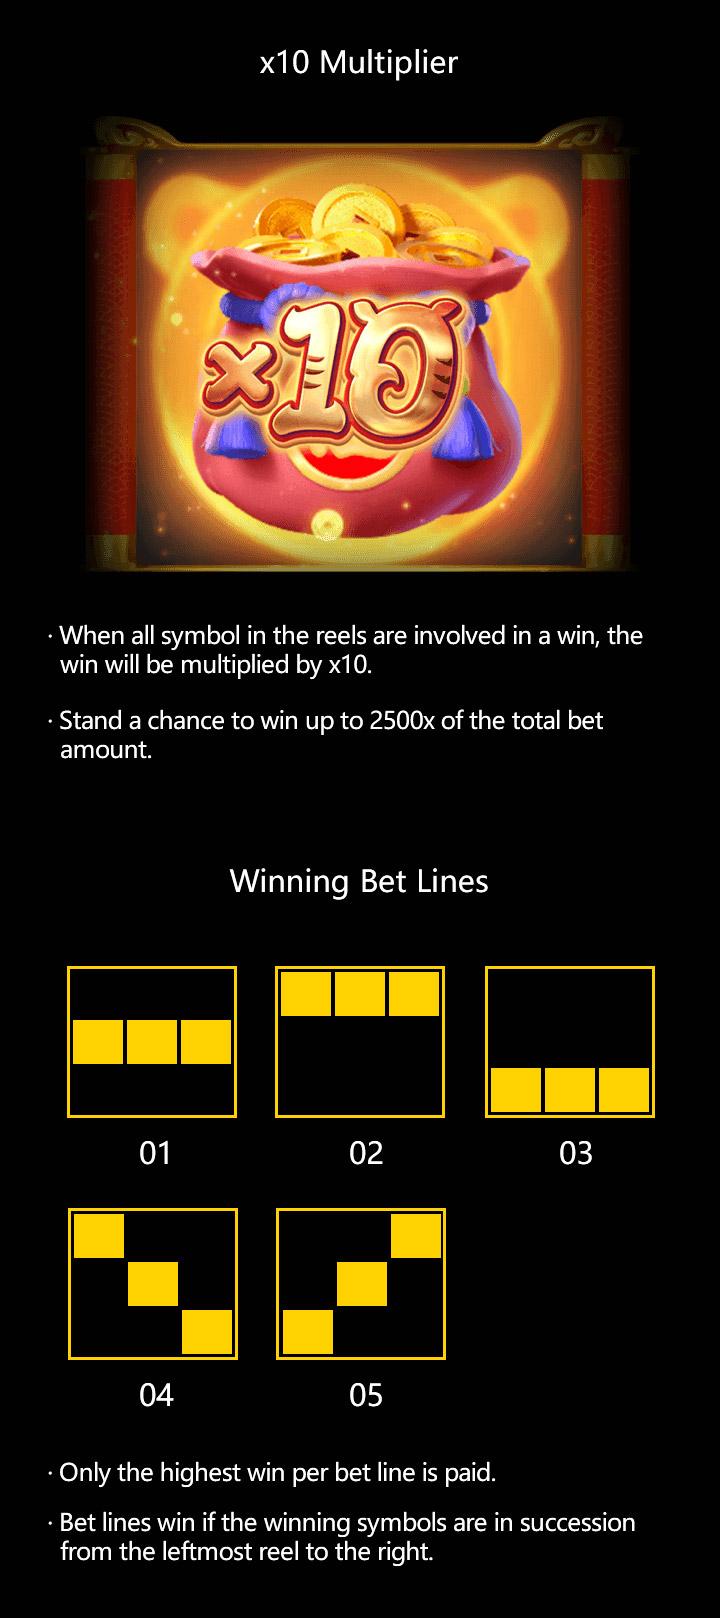 x10 Multiplier
x10
· When all symbol in the reels are involved in a win, the
win will be multiplied by x10.
· Stand a chance to win up to 2500x of the total bet
amount.
Winning Bet Lines
01 02 03
04 05
· Only the highest win per bet line is paid.
· Bet lines win if the winning symbols are in succession
from the leftmost reel to the right.